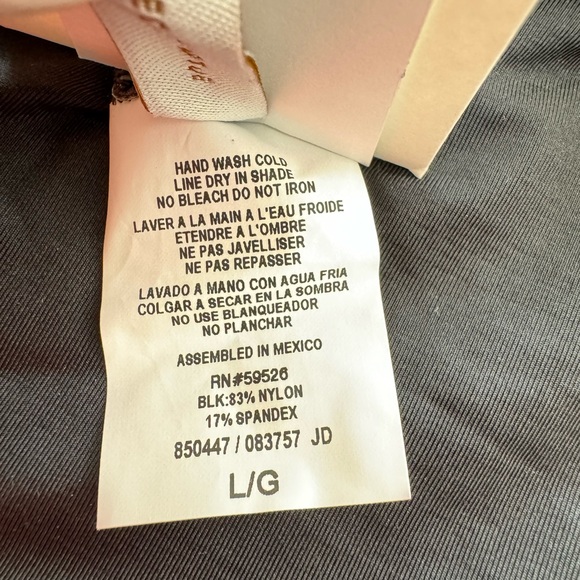 HAND WASH COLD
LINE DRY IN SHADE
NO BLEACH DO NOT IRON
LAVER A LA MAIN A L'EAU FROIDE
ETENDRE A L'OMBRE
NE PAS JAVELLISER
NE PAS REPASSER
LAVADO A MANO CON AGUA FRIA
COLGAR A SECAR EN LA SOMBRA
NO USE BLANQUEADOR
NO PLANCHAR
ASSEMBLED IN MEXICO
RN#59526
BLK:83% NYLON
17% SPANDEX
850447 / 083757 JD
L/G